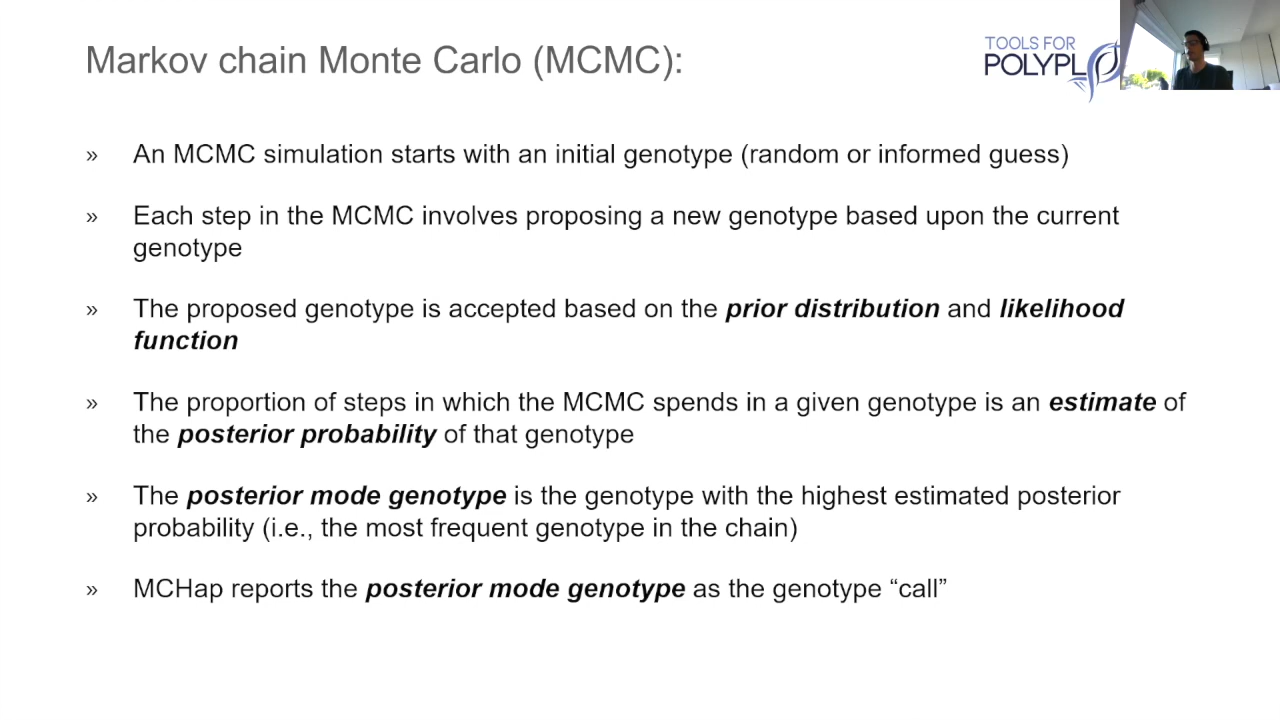 Markov chain Monte Carlo (MCMC):
TOOLS FOR
POLYPL
» An MCMC simulation starts with an initial genotype (random or informed guess)
» Each step in the MCMC involves proposing a new genotype based upon the current
genotype
» The proposed genotype is accepted based on the prior distribution and likelihood
function
» The proportion of steps in which the MCMC spends in a given genotype is an estimate of
the posterior probability of that genotype
» The posterior mode genotype is the genotype with the highest estimated posterior
probability (i.e., the most frequent genotype in the chain)
» MCHap reports the posterior mode genotype as the genotype “call”